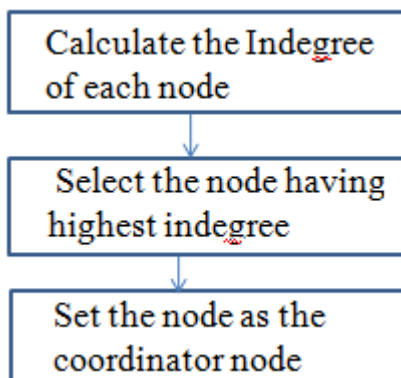 Calculate the Indegree
of each node
Select the node having
highest indegree
Set the node as the
coordinator node